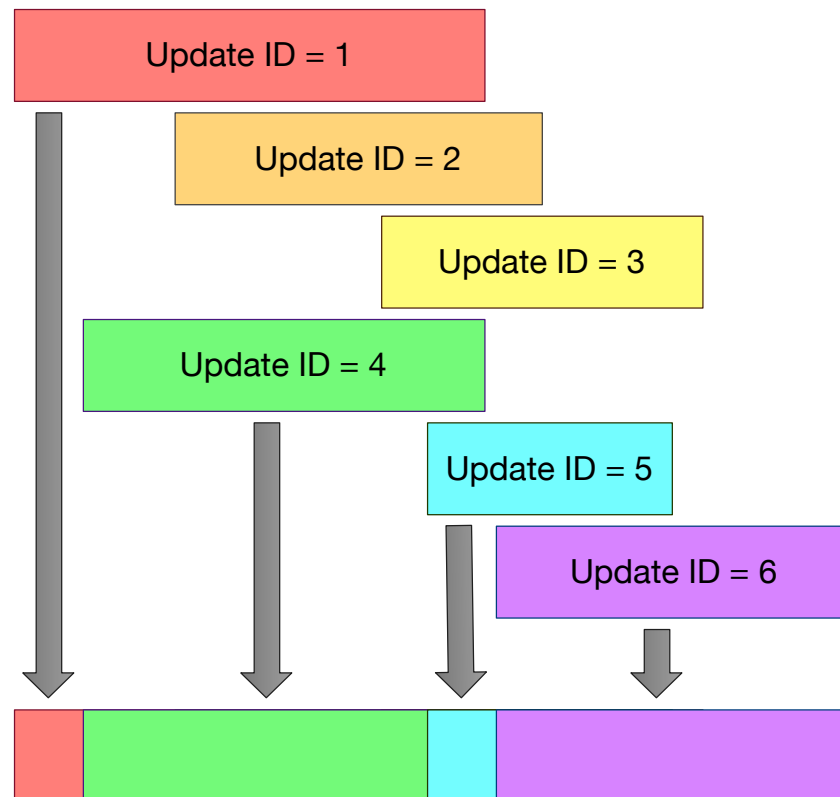 Update ID = 1
Update ID = 2
Update ID = 3
Update ID = 4
Update ID = 5
Update ID = 6